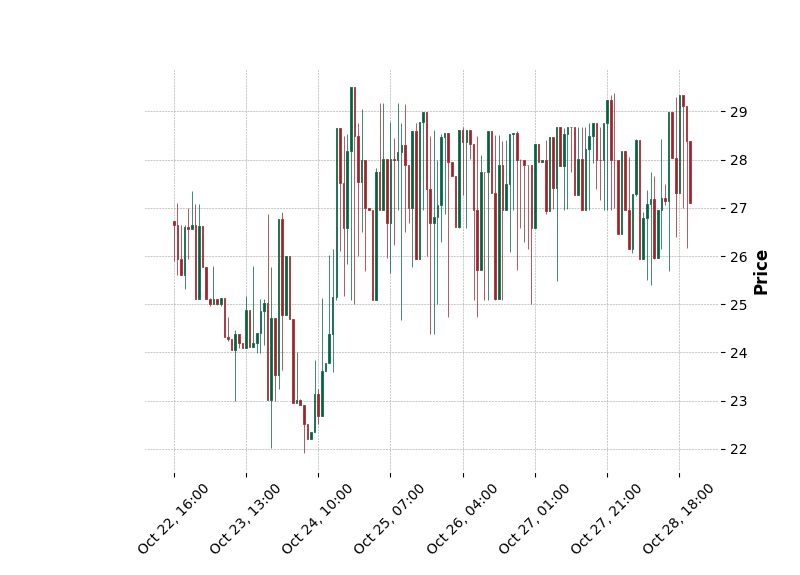 29
28
27
26
25
24
23
22
Price
Oct 22, 16:00
Oct 23, 13:00
Oct 24, 10:00
Oct 25, 07:00
Oct 26, 04:00
Oct 27, 01:00
Oct 27, 21:00
Oct 28, 18:00